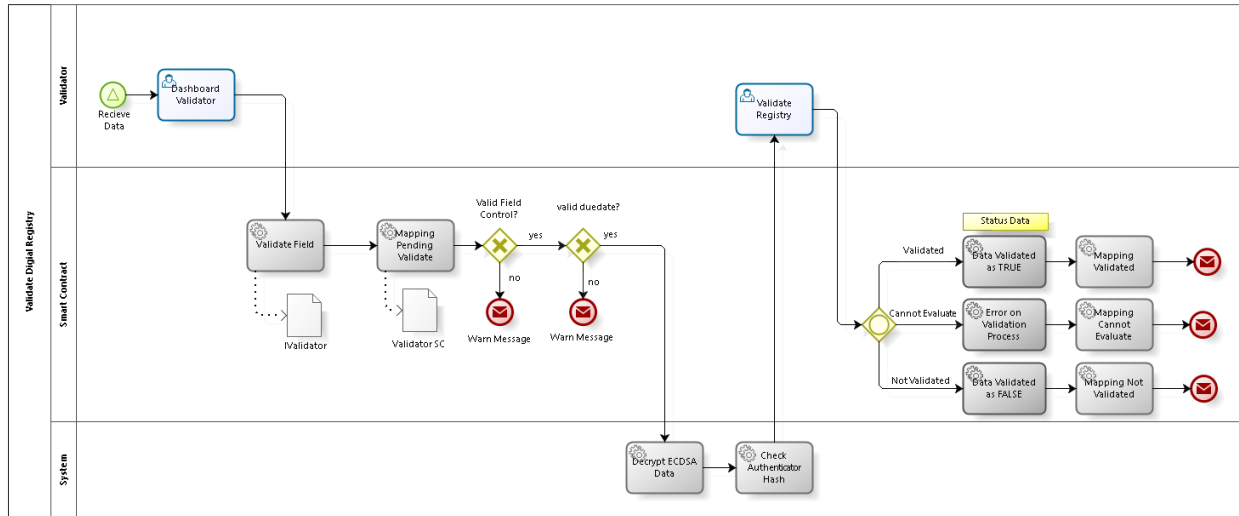 Validate Digial Registry
Validator
Recieve
Data
Dashboard
Validator
Validate
Registry
Smart Contract
Validate Field
IValidator
Mapping
Pending
Validate
Validator SC
Valid Field
Control?
yes
no
Warn Message
valid duedate?
yes
no
Warn Message
Status Data
Validated
Data Validated
as TRUE
Mapping
Validated
Cannot Evaluate
Error on
Validation
Process
Mapping
Cannot
Evaluate
Not Validated
Data Validated
as FALSE
Mapping Not
Validated
System
Decrypt ECDSA
Data
Check
Authenticator
Hash